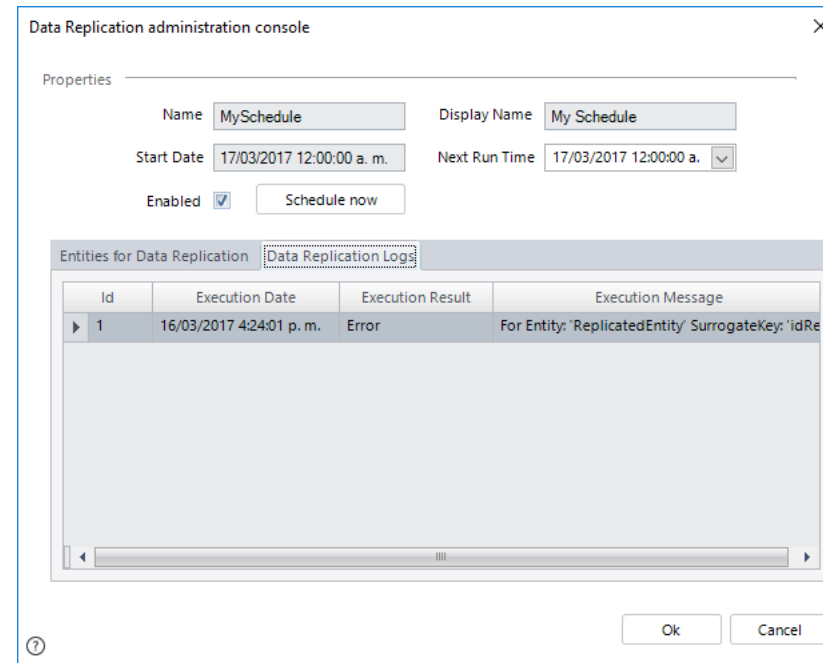 Data Replication administration console
Properties
Name MySchedule Display Name My Schedule
Start Date 17/03/2017 12:00:00 a. m. Next Run Time 17/03/2017 12:00:00 a.
Enabled Schedule now
Entities for Data Replication Data Replication Logs
Id Execution Date Execution Result Execution Message
1 16/03/2017 4:24:01 p. m. Error For Entity: 'ReplicatedEntity' SurrogateKey: 'idRe
Ok Cancel
?